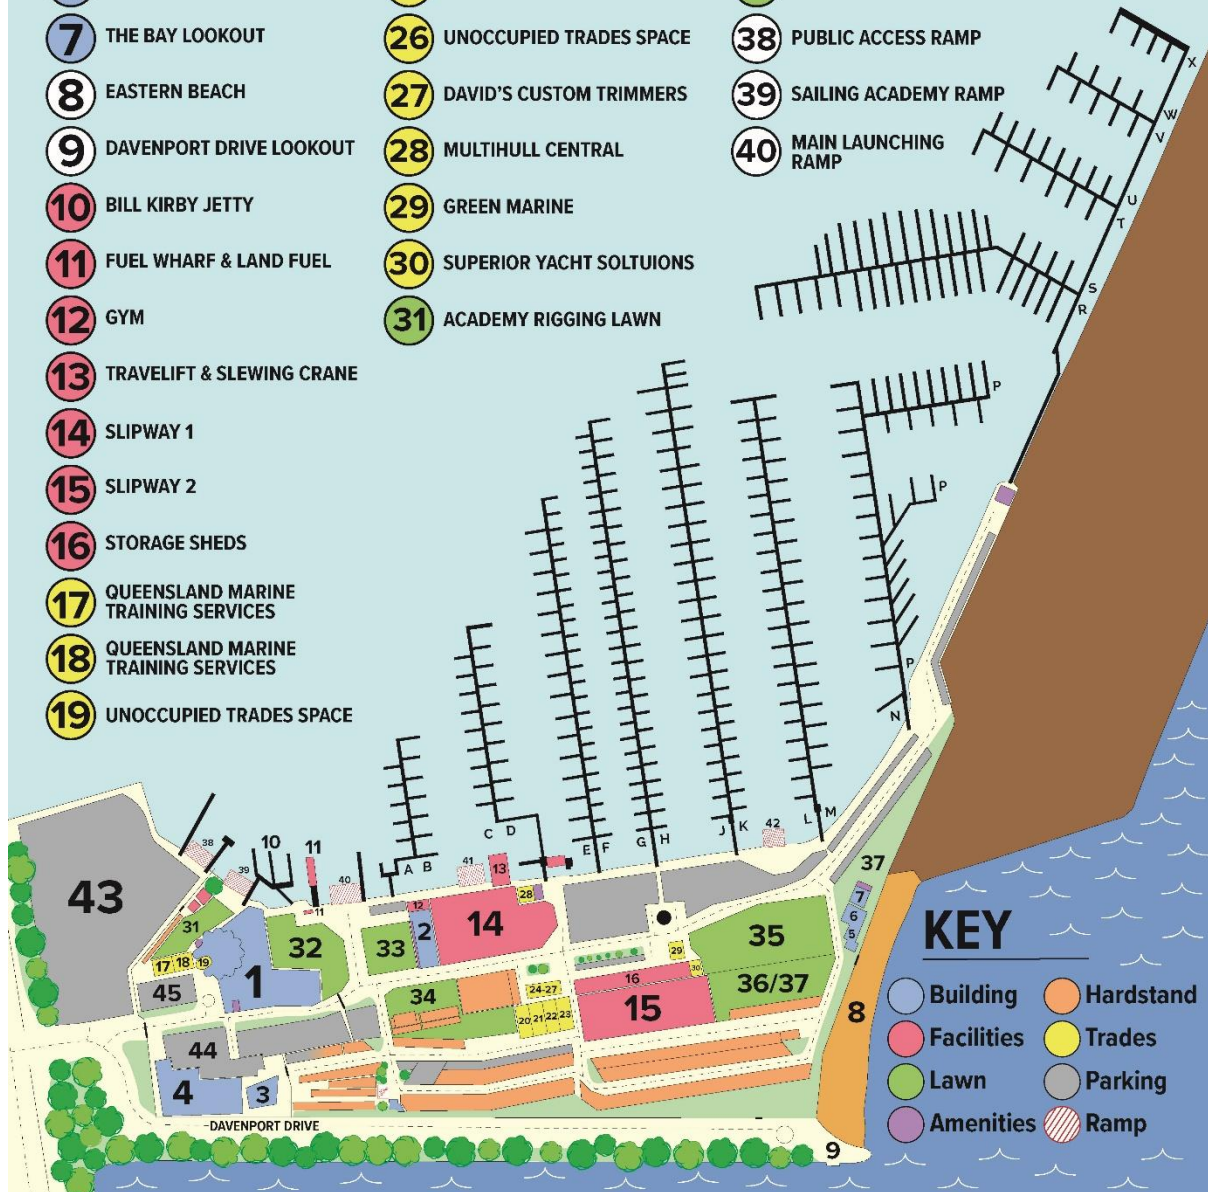 7 THE BAY LOOKOUT
8 EASTERN BEACH
9 DAVENPORT DRIVE LOOKOUT
10 BILL KIRBY JETTY
11 FUEL WHARF & LAND FUEL
12 GYM
13 TRAVELIFT & SLEWING CRANE
14 SLIPWAY 1
15 SLIPWAY 2
16 STORAGE SHEDS
17 QUEENSLAND MARINE
TRAINING SERVICES
18 QUEENSLAND MARINE
TRAINING SERVICES
19 UNOCCUPIED TRADES SPACE
26 UNOCCUPIED TRADES SPACE
27 DAVID'S CUSTOM TRIMMERS
28 MULTIHULL CENTRAL
29 GREEN MARINE
30 SUPERIOR YACHT SOLTUIONS
31 ACADEMY RIGGING LAWN
38 PUBLIC ACCESS RAMP
39 SAILING ACADEMY RAMP
40 MAIN LAUNCHING
RAMP
X
W
V
U
T
S
R
P
P
P
N
M
L
K
J
H
G
F
E
D
C
B
A
38
39
10
11
11
40
41
13
42
43
31
17 18 19
45
1
32
33
12
2
14
28
34
24-27
20 21 22 23
16
15
29
30
35
36/37
37
7
6
5
8
44
4
3
DAVENPORT DRIVE
9
KEY
Building
Hardstand
Facilities
Trades
Lawn
Parking
Amenities
Ramp